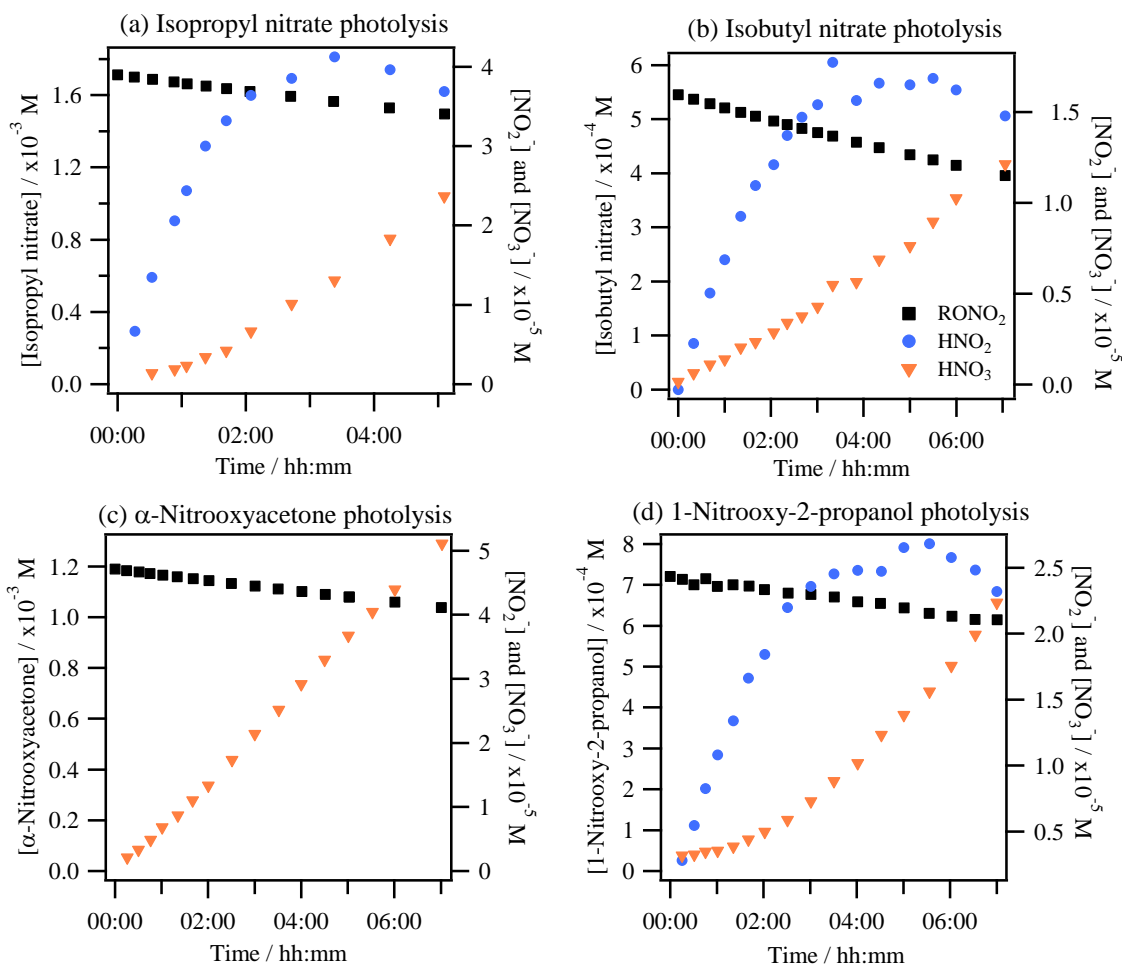 (a) Isopropyl nitrate photolysis
[Isopropyl nitrate] / x10⁻³ M
1.6
1.2
0.8
0.4
0.0
4
3
2
1
0
[NO₂⁻] and [NO₃⁻] / x10⁻⁵ M
00:00 02:00 04:00
Time / hh:mm
(b) Isobutyl nitrate photolysis
[Isobutyl nitrate] / x10⁻⁴ M
6
5
4
3
2
1
0
1.5
1.0
0.5
0.0
[NO₂⁻] and [NO₃⁻] / x10⁻⁵ M
RONO₂
HNO₂
HNO₃
00:00 02:00 04:00 06:00
Time / hh:mm
(c) α-Nitrooxyacetone photolysis
[α-Nitrooxyacetone] / x10⁻³ M
1.2
1.0
0.8
0.6
0.4
0.2
0.0
5
4
3
2
1
0
[NO₂⁻] and [NO₃⁻] / x10⁻⁵ M
00:00 02:00 04:00 06:00
Time / hh:mm
(d) 1-Nitrooxy-2-propanol photolysis
[1-Nitrooxy-2-propanol] / x10⁻⁴ M
8
7
6
5
4
3
2
1
0
2.5
2.0
1.5
1.0
0.5
[NO₂⁻] and [NO₃⁻] / x10⁻⁵ M
00:00 02:00 04:00 06:00
Time / hh:mm